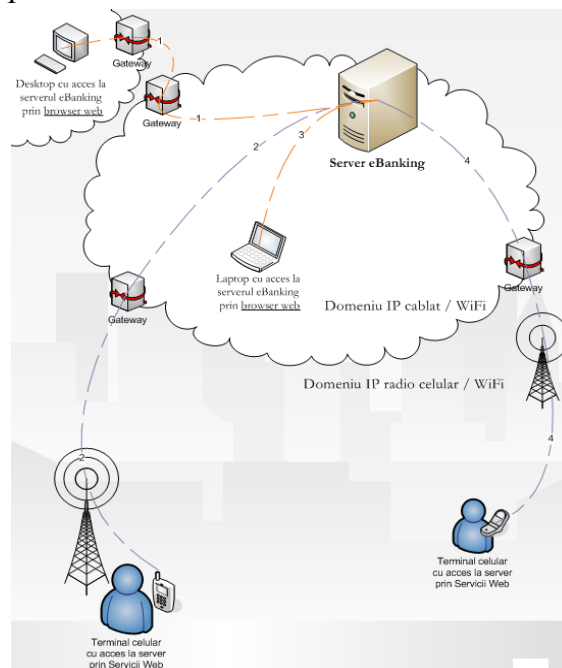 1
Gateway
Desktop cu acces la
serverul eBanking
prin browser web
Gateway
1
2
3
4
Server eBanking
Gateway
Laptop cu acces la
serverul eBanking
prin browser web
Gateway
Domeniu IP cablat / WiFi
Domeniu IP radio celular / WiFi
4
2
Terminal celular
cu acces la server
prin Servicii Web
Terminal celular
cu acces la server
prin Servicii Web